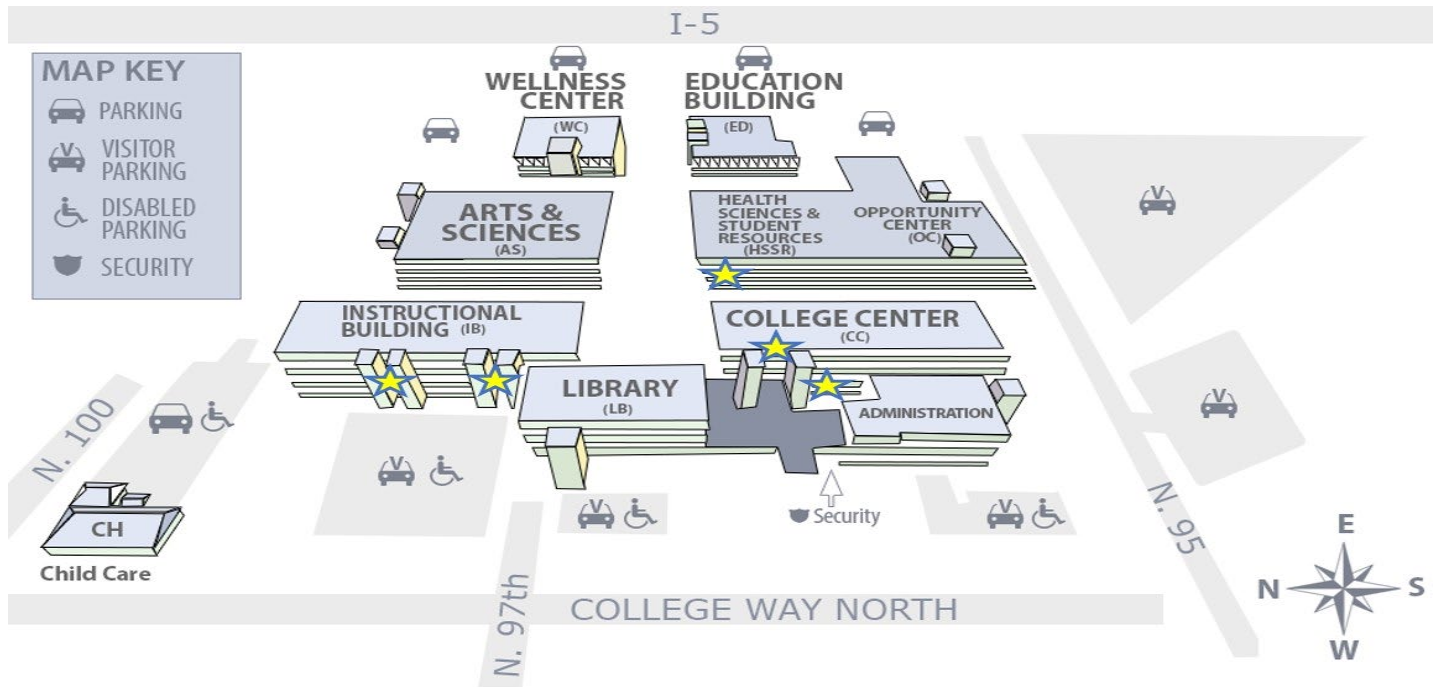 I-5
MAP KEY
PARKING
V
VISITOR
PARKING
DISABLED
PARKING
SECURITY
WELLNESS
CENTER
(WC)
EDUCATION
BUILDING
(ED)
ARTS &
SCIENCES
(AS)
HEALTH
SCIENCES &
STUDENT
RESOURCES
(HSSR)
OPPORTUNITY
CENTER
(OC)
V
INSTRUCTIONAL
BUILDING (IB)
COLLEGE CENTER
(CC)
LIBRARY
(LB)
ADMINISTRATION
V
N. 100
V
V
Security
V
N. 95
CH
Child Care
N. 97th
COLLEGE WAY NORTH
E
N
S
W